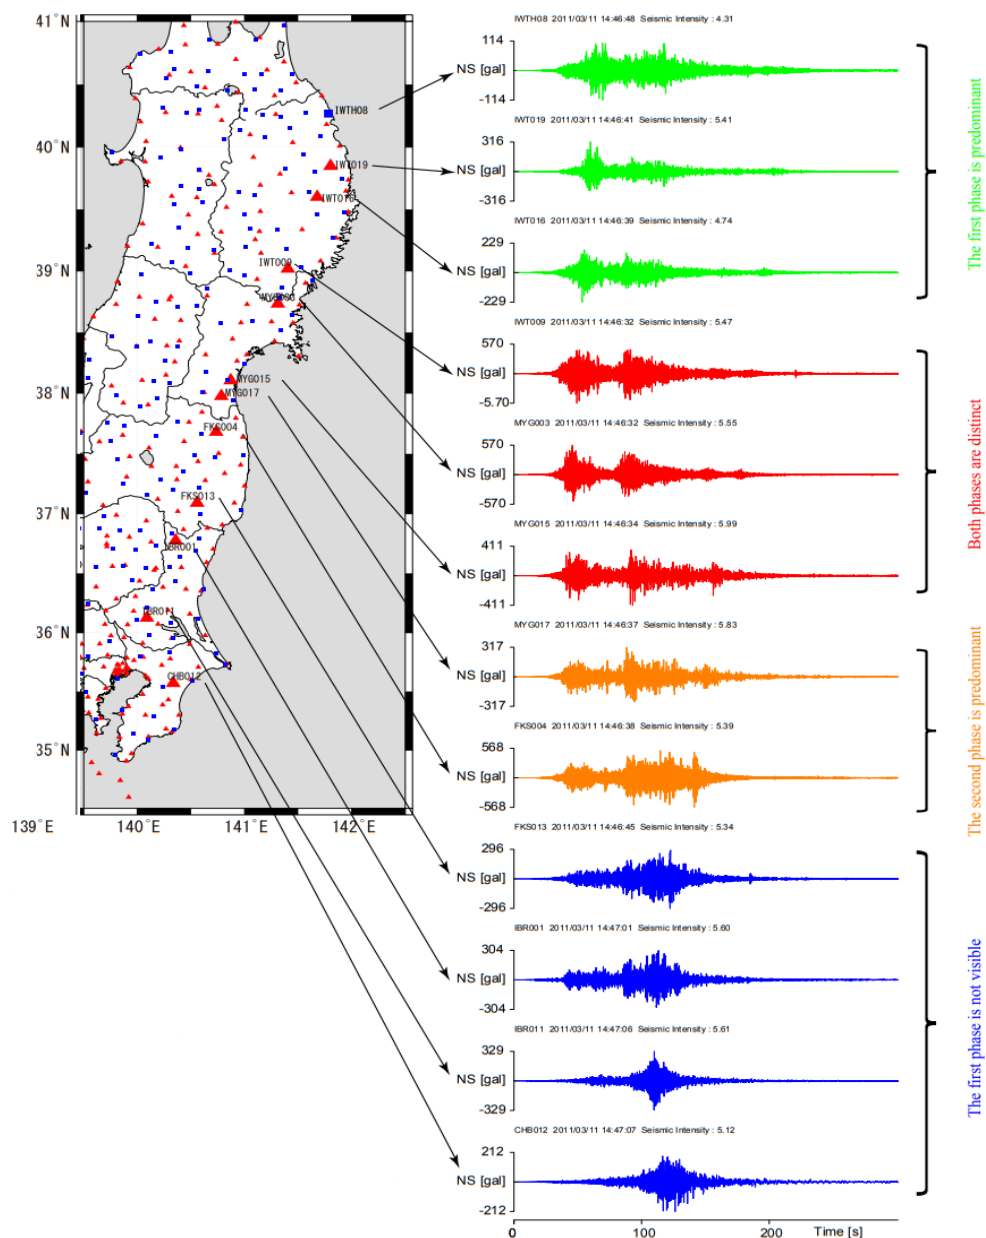 41°N
40°N
39°N
38°N
37°N
36°N
35°N
139°E 140°E 141°E 142°E
IWTH08
IWT019
IWT016
IWT009
MYG003
MYG015
MYG017
FKS004
FKS013
IBR001
IBR011
CHB012
IWTH08 2011/03/11 14:46:48 Seismic Intensity : 4.31
114
NS [gal]
-114
IWT019 2011/03/11 14:46:41 Seismic Intensity : 5.41
316
NS [gal]
-316
IWT016 2011/03/11 14:46:39 Seismic Intensity : 4.74
229
NS [gal]
-229
IWT009 2011/03/11 14:46:32 Seismic Intensity : 5.47
570
NS [gal]
-5.70
MYG003 2011/03/11 14:46:32 Seismic Intensity : 5.55
570
NS [gal]
-570
MYG015 2011/03/11 14:46:34 Seismic Intensity : 5.99
411
NS [gal]
-411
MYG017 2011/03/11 14:46:37 Seismic Intensity : 5.83
317
NS [gal]
-317
FKS004 2011/03/11 14:46:38 Seismic Intensity : 5.39
568
NS [gal]
-568
FKS013 2011/03/11 14:46:45 Seismic Intensity : 5.34
296
NS [gal]
-296
IBR001 2011/03/11 14:47:01 Seismic Intensity : 5.60
304
NS [gal]
-304
IBR011 2011/03/11 14:47:06 Seismic Intensity : 5.61
329
NS [gal]
-329
CHB012 2011/03/11 14:47:07 Seismic Intensity : 5.12
212
NS [gal]
-212
0 100 200 Time [s]
The first phase is predominant
Both phases are distinct
The second phase is predominant
The first phase is not visible